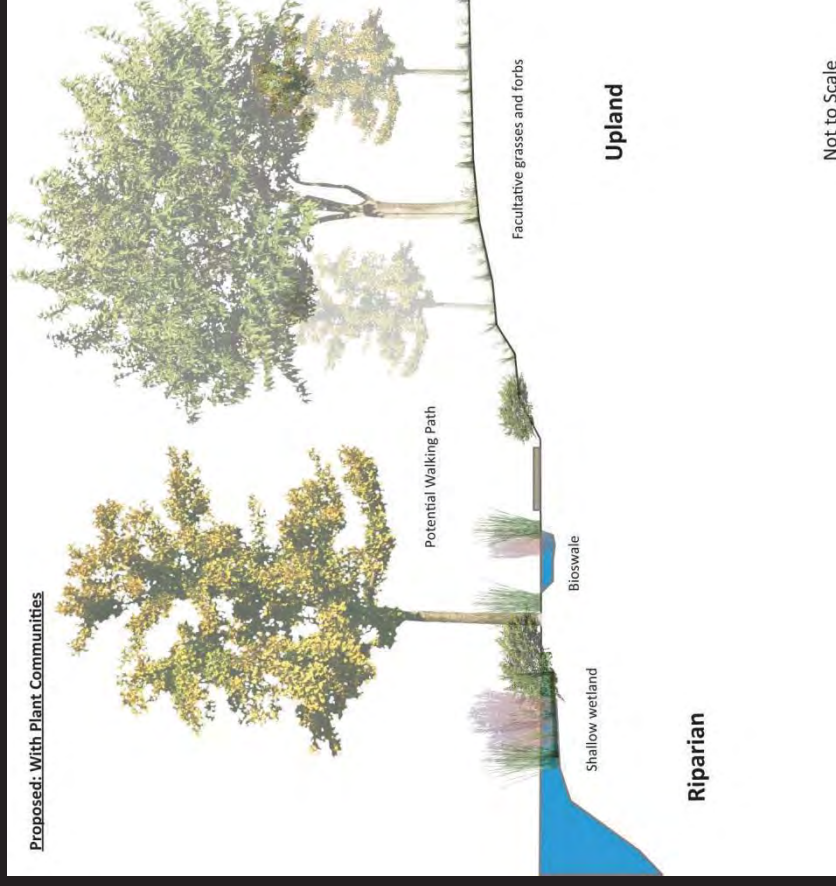 Proposed: With Plant Communities
Potential Walking Path
Facultative grasses and forbs
Bioswale
Shallow wetland
Upland
Riparian
Not to Scale